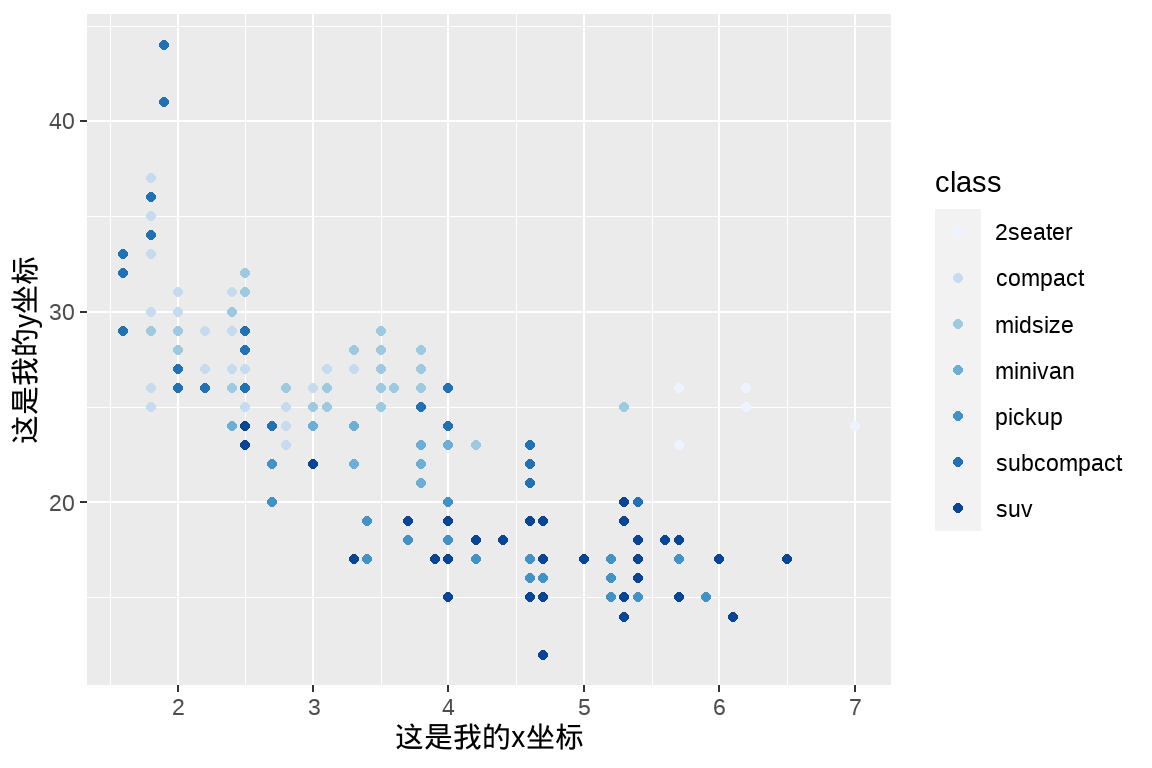 40
30
20
2 3 4 5 6 7
这是我的x坐标
这是我的y坐标
class
2seater
compact
midsize
minivan
pickup
subcompact
suv